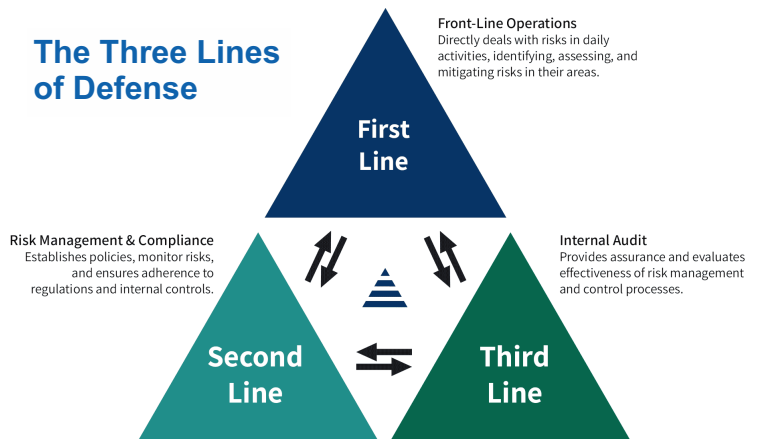 The Three Lines
of Defense
Front-Line Operations
Directly deals with risks in daily
activities, identifying, assessing, and
mitigating risks in their areas.
First
Line
Risk Management & Compliance
Establishes policies, monitor risks,
and ensures adherence to
regulations and internal controls.
Internal Audit
Provides assurance and evaluates
effectiveness of risk management
and control processes.
Second
Line
Third
Line